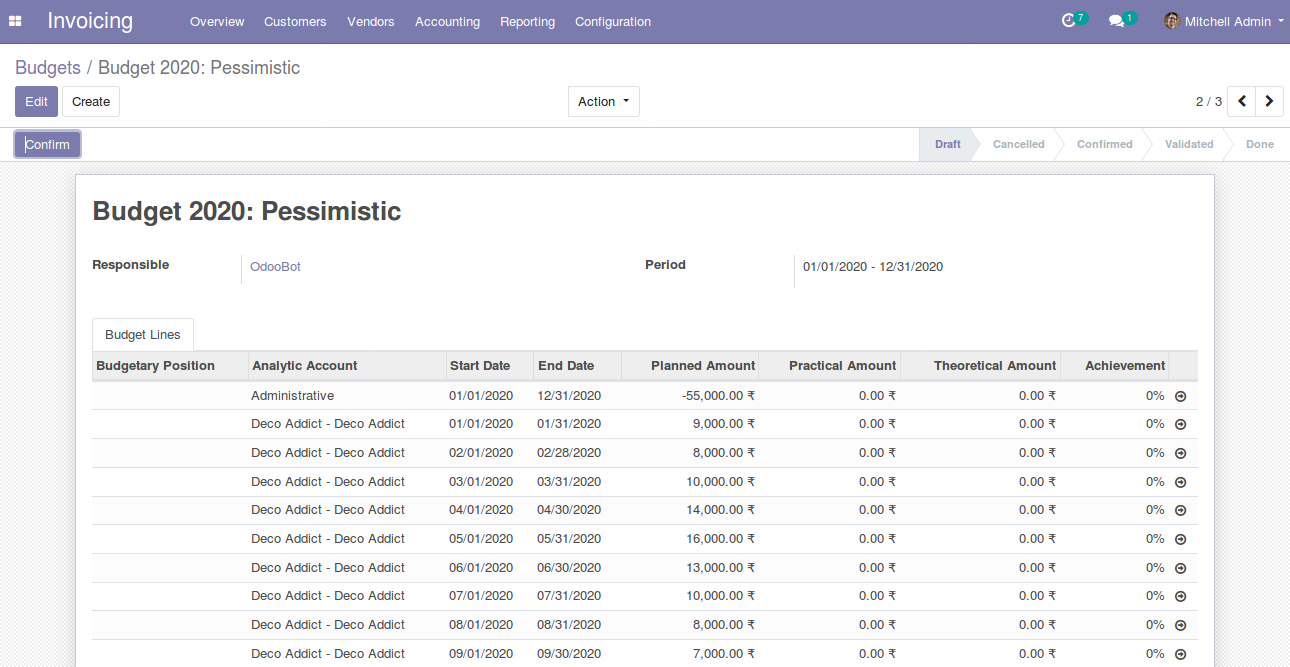 Invoicing Overview Customers Vendors Accounting Reporting Configuration 7 1 Mitchell Admin
Budgets / Budget 2020: Pessimistic
Edit Create Action 2 / 3
Confirm Draft Cancelled Confirmed Validated Done
Budget 2020: Pessimistic
Responsible OdooBot Period 01/01/2020 - 12/31/2020
Budget Lines
Budgetary Position Analytic Account Start Date End Date Planned Amount Practical Amount Theoretical Amount Achievement
Administrative 01/01/2020 12/31/2020 -55,000.00 ₹ 0.00 ₹ 0.00 ₹ 0%
Deco Addict - Deco Addict 01/01/2020 01/31/2020 9,000.00 ₹ 0.00 ₹ 0.00 ₹ 0%
Deco Addict - Deco Addict 02/01/2020 02/28/2020 8,000.00 ₹ 0.00 ₹ 0.00 ₹ 0%
Deco Addict - Deco Addict 03/01/2020 03/31/2020 10,000.00 ₹ 0.00 ₹ 0.00 ₹ 0%
Deco Addict - Deco Addict 04/01/2020 04/30/2020 14,000.00 ₹ 0.00 ₹ 0.00 ₹ 0%
Deco Addict - Deco Addict 05/01/2020 05/31/2020 16,000.00 ₹ 0.00 ₹ 0.00 ₹ 0%
Deco Addict - Deco Addict 06/01/2020 06/30/2020 13,000.00 ₹ 0.00 ₹ 0.00 ₹ 0%
Deco Addict - Deco Addict 07/01/2020 07/31/2020 10,000.00 ₹ 0.00 ₹ 0.00 ₹ 0%
Deco Addict - Deco Addict 08/01/2020 08/31/2020 8,000.00 ₹ 0.00 ₹ 0.00 ₹ 0%
Deco Addict - Deco Addict 09/01/2020 09/30/2020 7,000.00 ₹ 0.00 ₹ 0.00 ₹ 0%